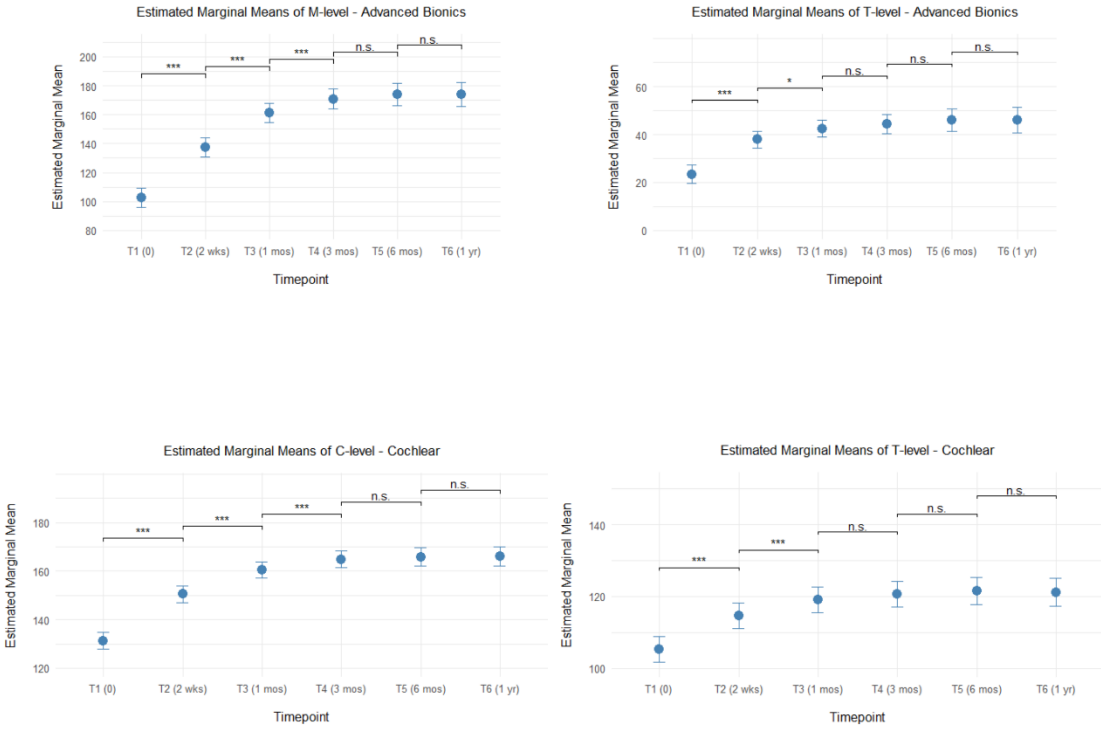 Estimated Marginal Means of M-level - Advanced Bionics
Estimated Marginal Mean
200
180
160
140
120
100
80
***
***
***
n.s.
n.s.
T1 (0) T2 (2 wks) T3 (1 mos) T4 (3 mos) T5 (6 mos) T6 (1 yr)
Timepoint
Estimated Marginal Means of T-level - Advanced Bionics
Estimated Marginal Mean
60
40
20
0
***
*
n.s.
n.s.
n.s.
T1 (0) T2 (2 wks) T3 (1 mos) T4 (3 mos) T5 (6 mos) T6 (1 yr)
Timepoint
Estimated Marginal Means of C-level - Cochlear
Estimated Marginal Mean
180
160
140
120
***
***
***
n.s.
n.s.
T1 (0) T2 (2 wks) T3 (1 mos) T4 (3 mos) T5 (6 mos) T6 (1 yr)
Timepoint
Estimated Marginal Means of T-level - Cochlear
Estimated Marginal Mean
140
120
100
***
***
n.s.
n.s.
n.s.
T1 (0) T2 (2 wks) T3 (1 mos) T4 (3 mos) T5 (6 mos) T6 (1 yr)
Timepoint